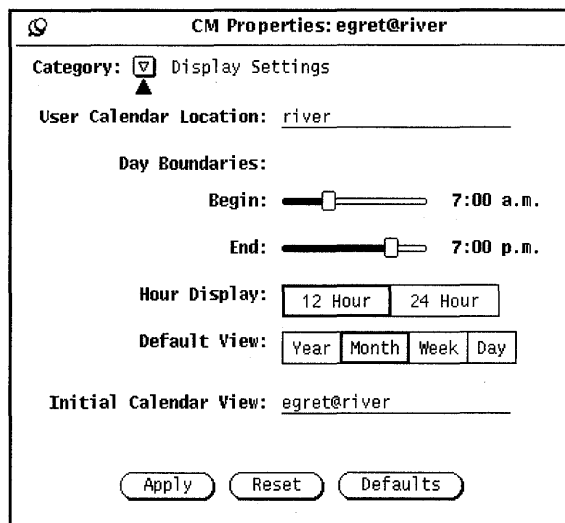 CM Properties: egret@river
Category: Display Settings
User Calendar Location: river
Day Boundaries:
Begin: 7:00 a.m.
End: 7:00 p.m.
Hour Display: 12 Hour 24 Hour
Default View: Year Month Week Day
Initial Calendar View: egret@river
Apply Reset Defaults